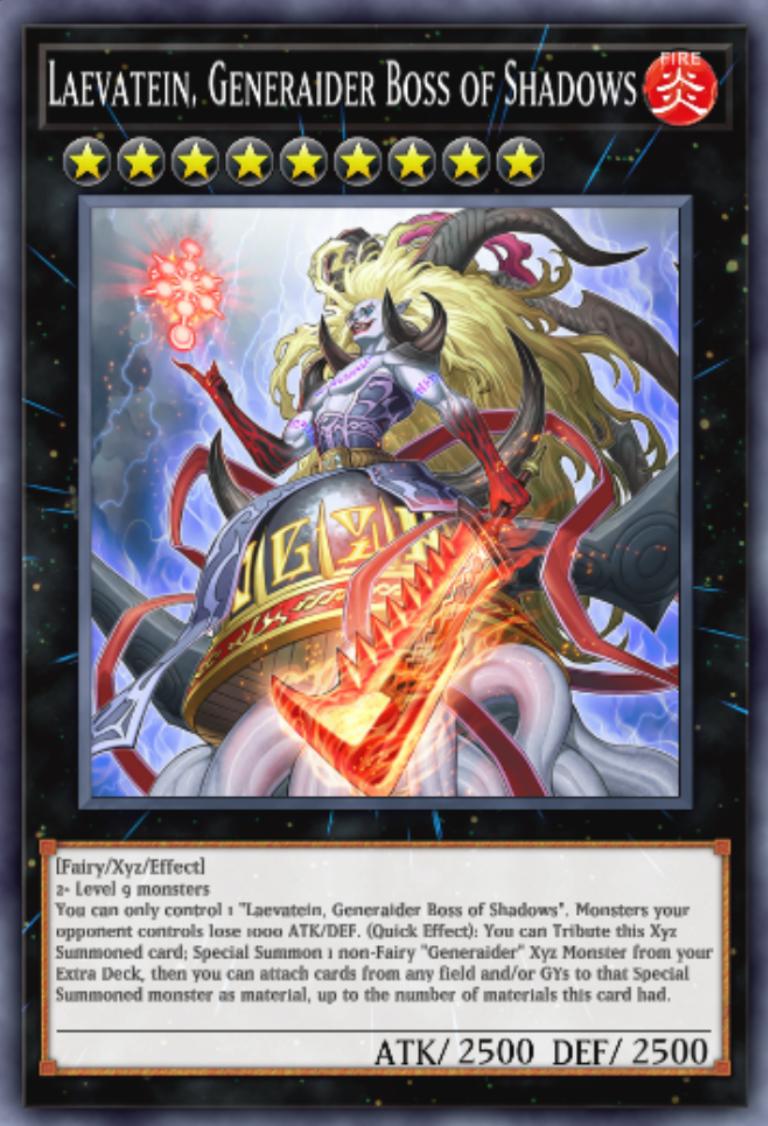 Laevatein, Generaider Boss of Shadows
FIRE
炎
[Fairy/Xyz/Effect]
2+ Level 9 monsters
You can only control 1 "Laevatein, Generaider Boss of Shadows". Monsters your
opponent controls lose 1000 ATK/DEF. (Quick Effect): You can Tribute this Xyz
Summoned card; Special Summon 1 non-Fairy "Generaider" Xyz Monster from your
Extra Deck, then you can attach cards from any field and/or GYs to that Special
Summoned monster as material, up to the number of materials this card had.
ATK/ 2500 DEF/ 2500